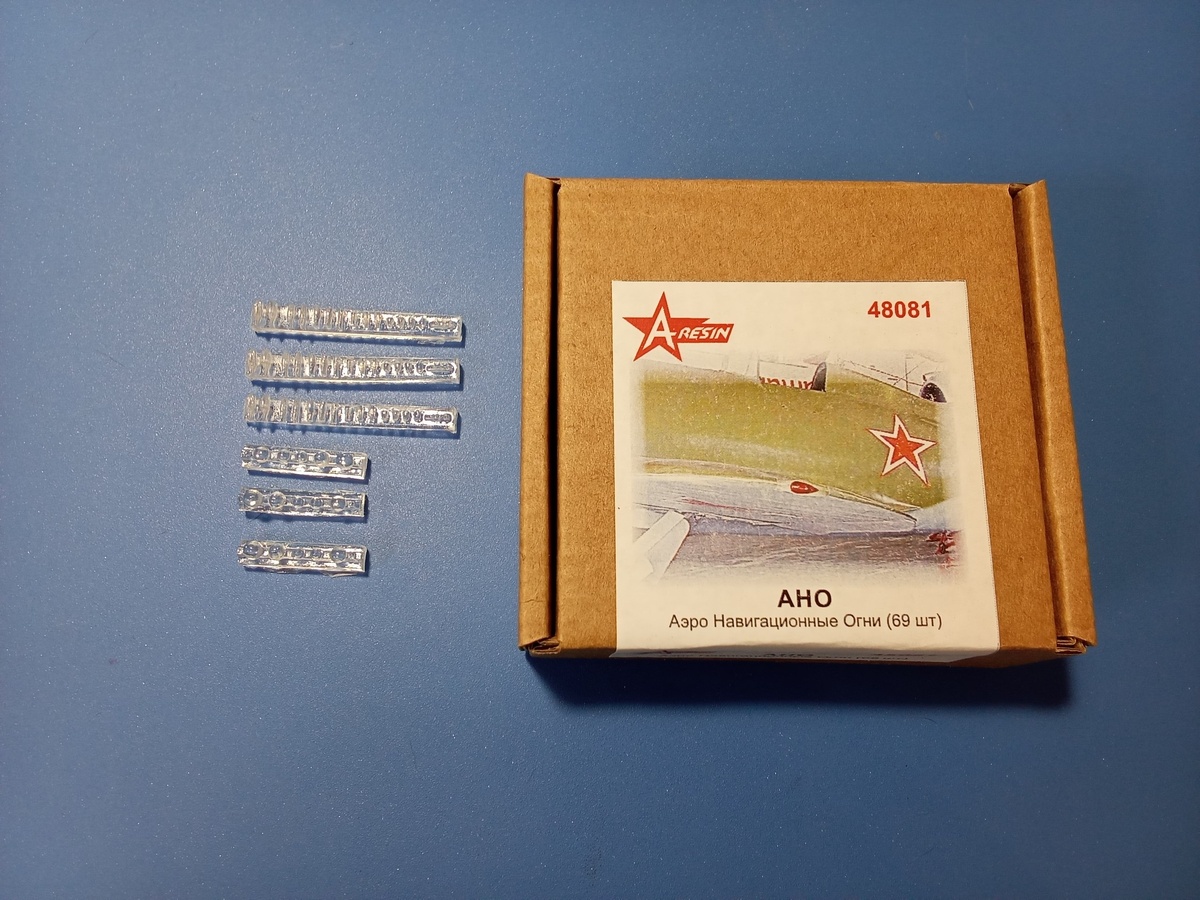 48081
A-RESIN
АНО
Аэро Навигационные Огни (69 шт)